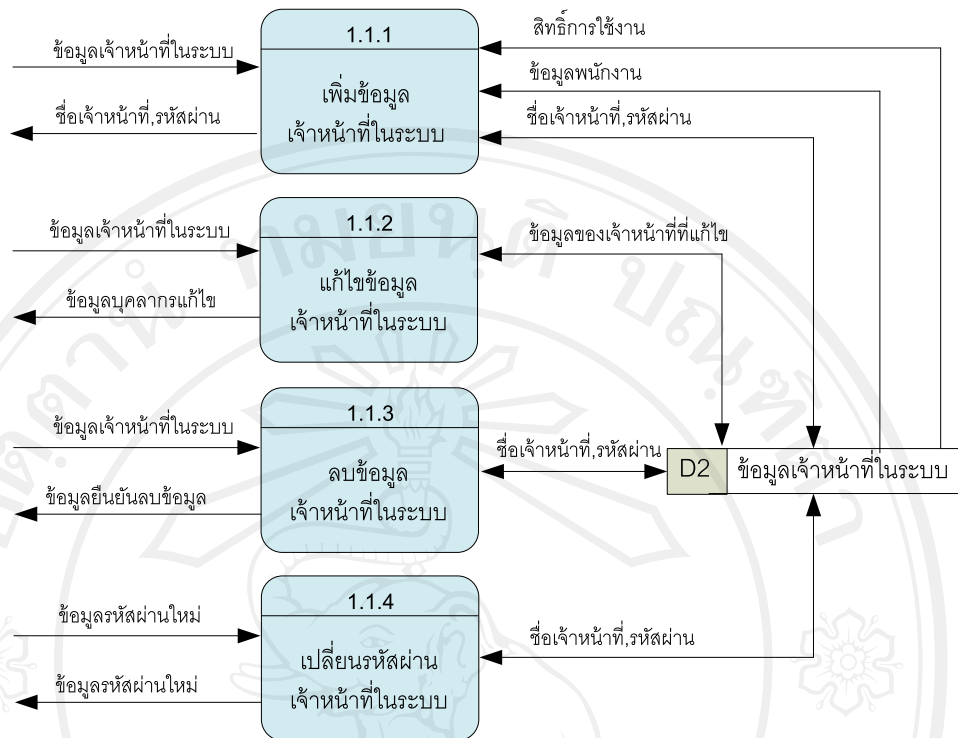 ข้อมูลเจ้าหน้าที่ในระบบ
ชื่อเจ้าหน้าที่,รหัสผ่าน
1.1.1
เพิ่มข้อมูล
เจ้าหน้าที่ในระบบ
สิทธิ์การใช้งาน
ข้อมูลพนักงาน
ชื่อเจ้าหน้าที่,รหัสผ่าน
ข้อมูลเจ้าหน้าที่ในระบบ
ข้อมูลบุคลากรแก้ไข
1.1.2
แก้ไขข้อมูล
เจ้าหน้าที่ในระบบ
ข้อมูลของเจ้าหน้าที่ที่แก้ไข
ข้อมูลเจ้าหน้าที่ในระบบ
ข้อมูลยืนยันลบข้อมูล
1.1.3
ลบข้อมูล
เจ้าหน้าที่ในระบบ
ชื่อเจ้าหน้าที่,รหัสผ่าน
D2 ข้อมูลเจ้าหน้าที่ในระบบ
ข้อมูลรหัสผ่านใหม่
ข้อมูลรหัสผ่านใหม่
1.1.4
เปลี่ยนรหัสผ่าน
เจ้าหน้าที่ในระบบ
ชื่อเจ้าหน้าที่,รหัสผ่าน